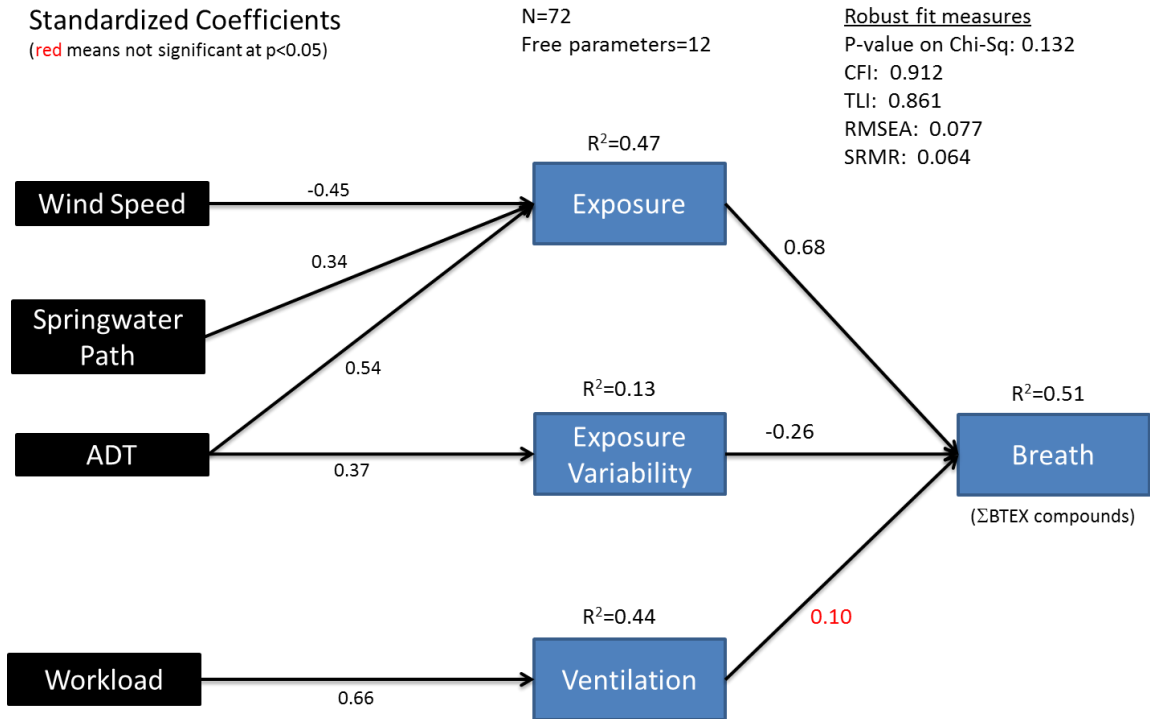 Standardized Coefficients
(red means not significant at p<0.05)
N=72
Free parameters=12
Robust fit measures
P-value on Chi-Sq: 0.132
CFI: 0.912
TLI: 0.861
RMSEA: 0.077
SRMR: 0.064
R²=0.47
Wind Speed
-0.45
Exposure
0.68
0.34
Springwater
Path
0.54
R²=0.13
R²=0.51
ADT
0.37
Exposure
Variability
-0.26
Breath
(ΣBTEX compounds)
R²=0.44
0.10
Workload
0.66
Ventilation